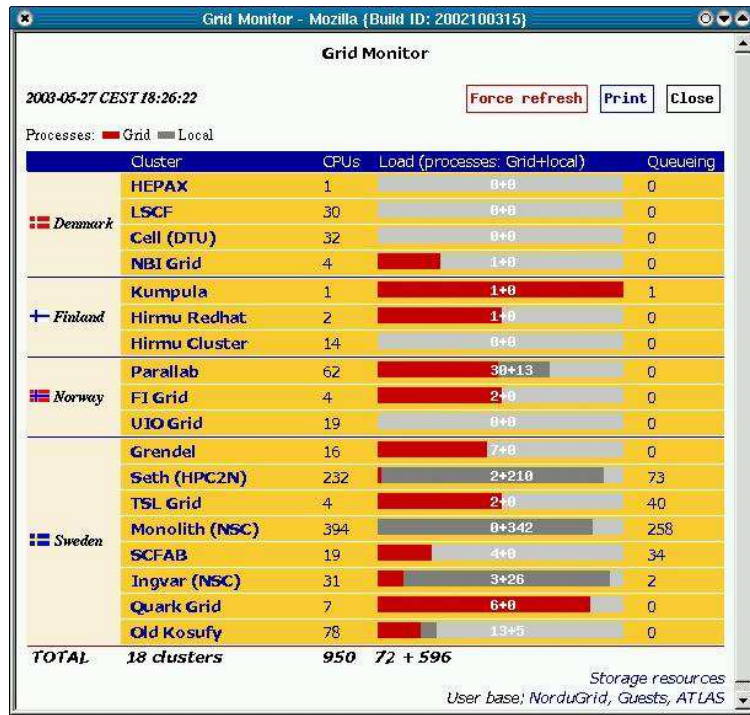 Grid Monitor - Mozilla {Build ID: 2002100315}
Grid Monitor
2003-05-27 CEST 18:26:22 Force refresh Print Close
Processes: Grid Local
Cluster CPUs Load (processes: Grid+local) Queueing
Denmark
HEPAX 1 0+0 0
LSCF 30 0+0 0
Cell (DTU) 32 0+0 0
NBI Grid 4 1+0 0
Finland
Kumpula 1 1+0 1
Hirmu Redhat 2 1+0 0
Hirmu Cluster 14 0+0 0
Norway
Parallab 62 30+13 0
FI Grid 4 2+0 0
UIO Grid 19 0+0 0
Sweden
Grendel 16 7+0 0
Seth (HPC2N) 232 2+210 73
TSL Grid 4 2+0 40
Monolith (NSC) 394 0+342 258
SCFAB 19 4+0 34
Ingvar (NSC) 31 3+26 2
Quark Grid 7 6+0 0
Old Kosufy 78 13+5 0
TOTAL 18 clusters 950 72 + 596
Storage resources
User base; NorduGrid, Guests, ATLAS